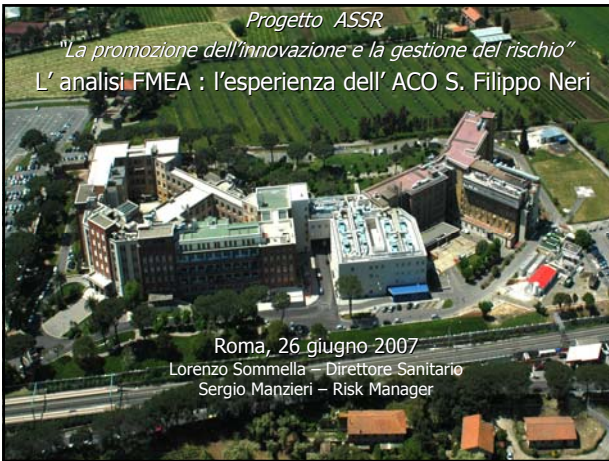 Progetto ASSR
"La promozione dell'innovazione e la gestione del rischio"
L' analisi FMEA : l'esperienza dell' ACO S. Filippo Neri
Roma, 26 giugno 2007
Lorenzo Sommella – Direttore Sanitario
Sergio Manzieri – Risk Manager